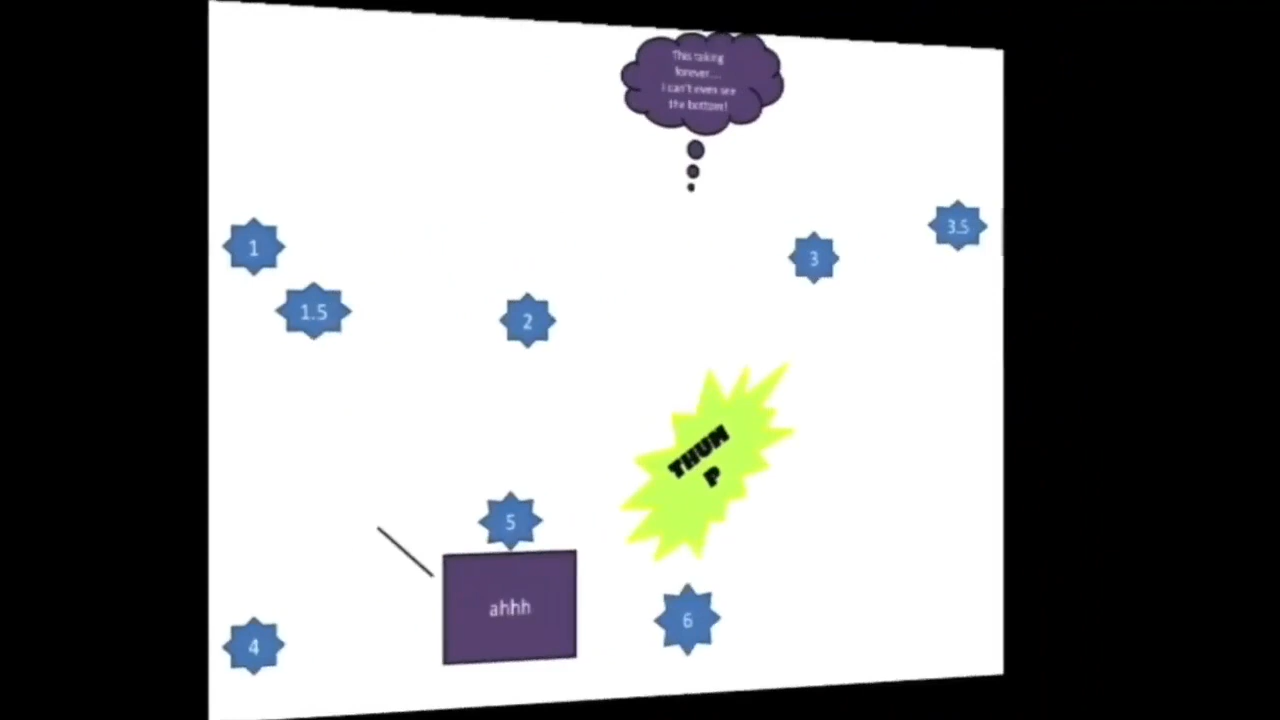 This taking
forever....
I can't even see
the bottom!
3.5
1
3
1.5
2
THUM
P
5
ahhh
6
4